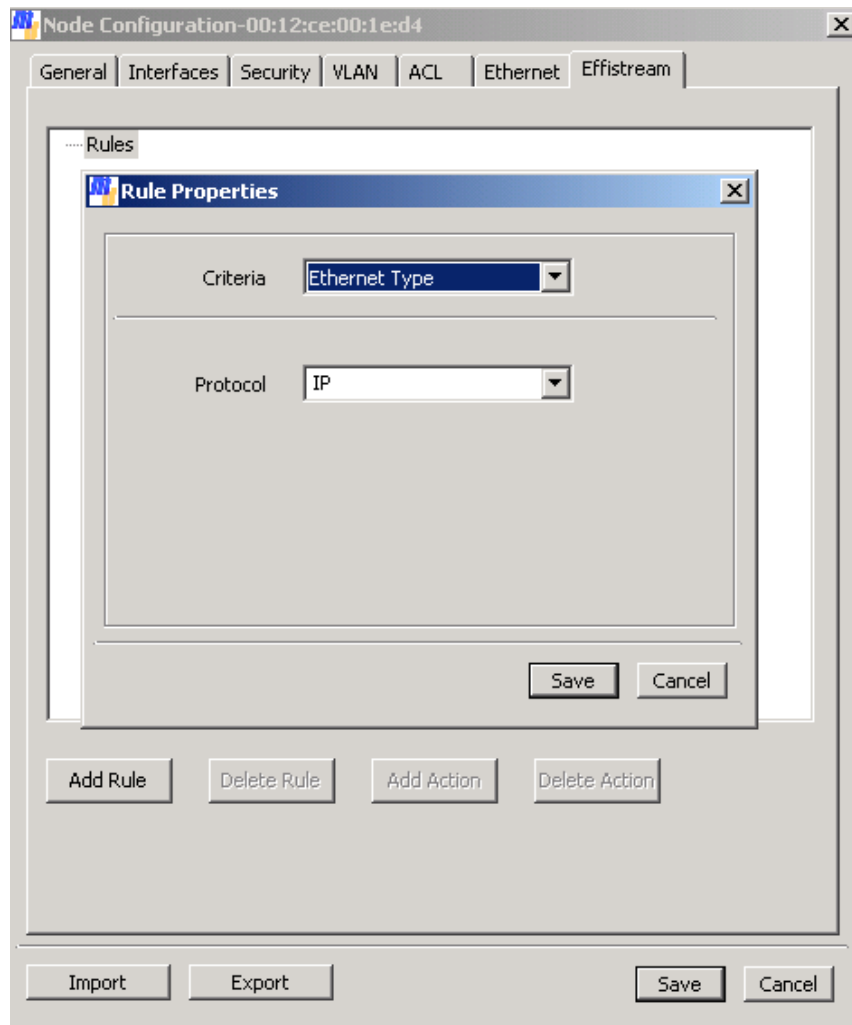 Node Configuration-00:12:ce:00:1e:d4
General Interfaces Security VLAN ACL Ethernet Effistream
Rules
Rule Properties
Criteria Ethernet Type
Protocol IP
Save Cancel
Add Rule Delete Rule Add Action Delete Action
Import Export Save Cancel